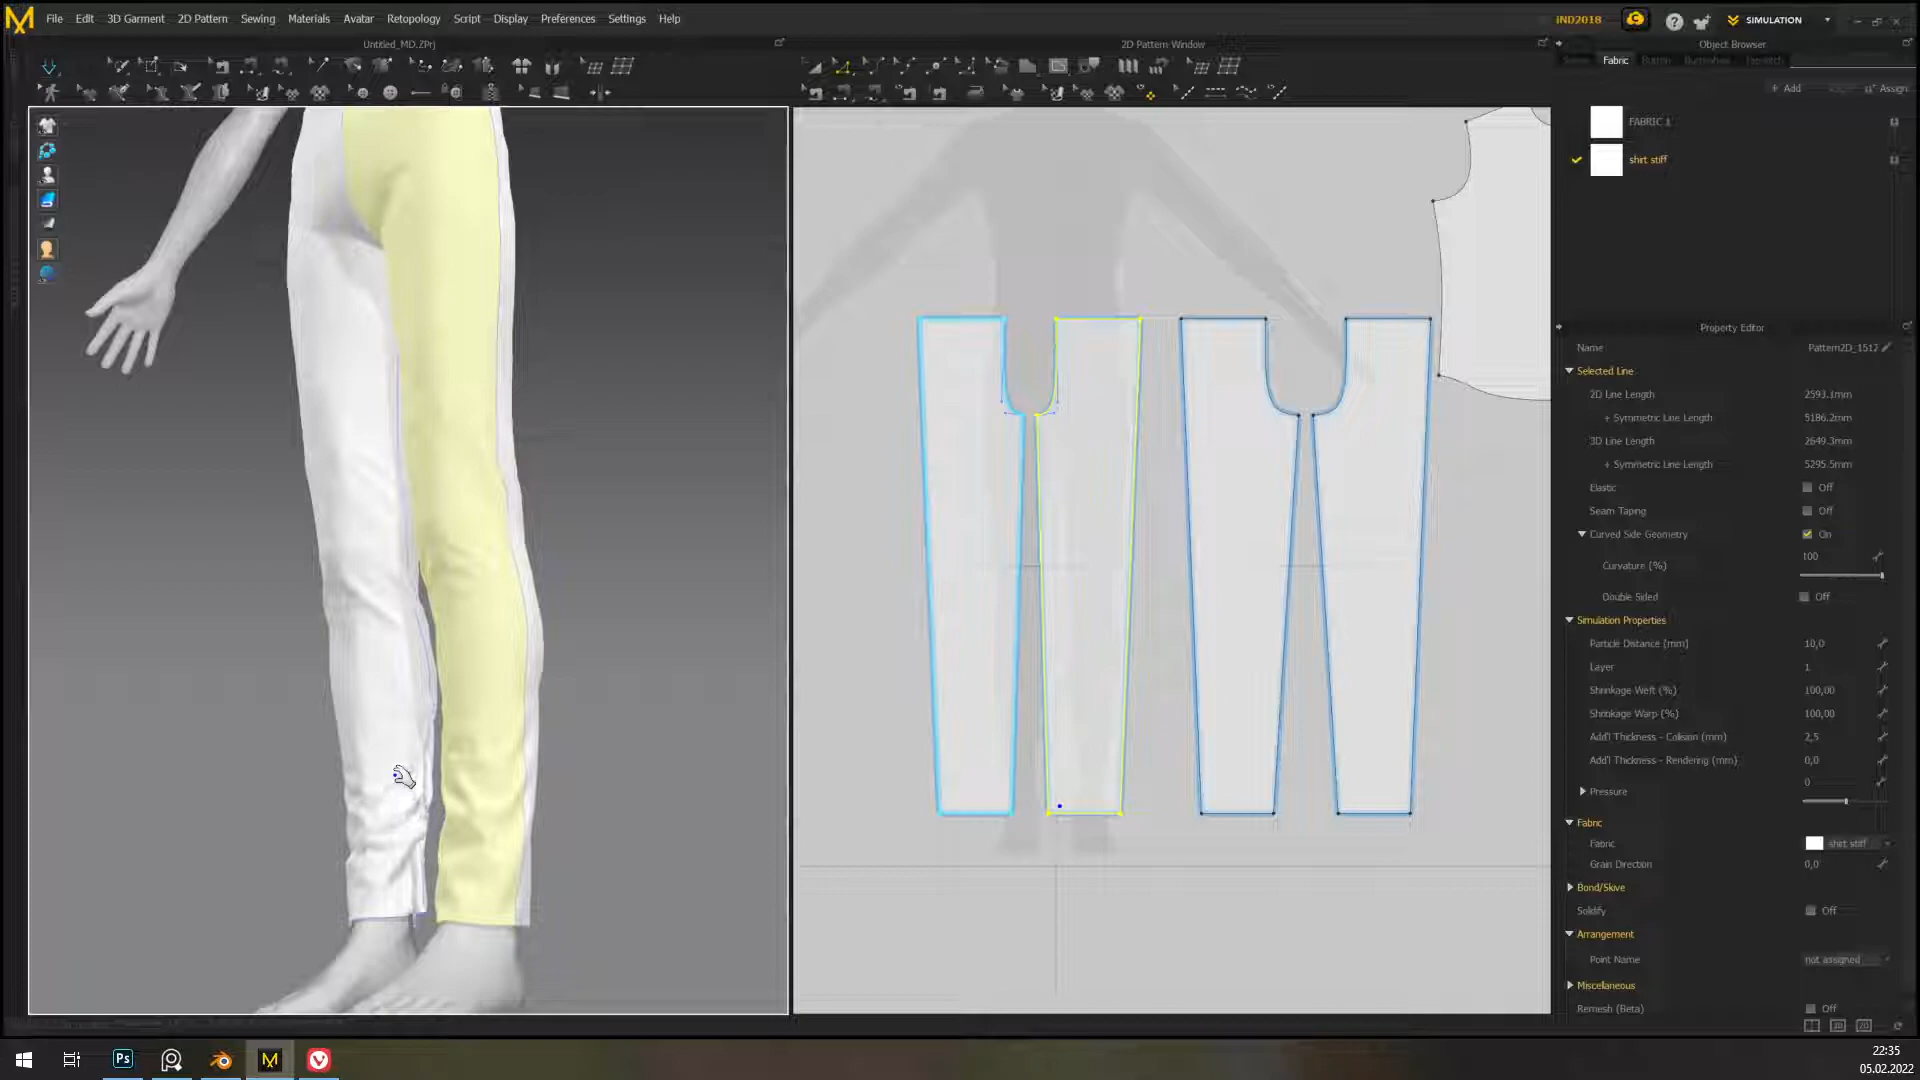 File Edit 3D Garment 2D Pattern Sewing Materials Avatar Retopology Script Display Preferences Settings Help
iND2018
SIMULATION
Untitled_MD.ZPrj
2D Pattern Window
Object Browser
Fabric Button
+ Add
Assign
FABRIC 1
shirt stiff
Property Editor
Name Pattern2D_1512
Selected Line
2D Line Length 2593.1mm
+ Symmetric Line Length 5186.2mm
3D Line Length 2649.3mm
+ Symmetric Line Length 5295.5mm
Elastic Off
Seam Taping Off
Curved Side Geometry On
Curvature (%) 100
Double Sided Off
Simulation Properties
Particle Distance (mm) 10,0
Layer 1
Shrinkage Weft (%) 100,00
Shrinkage Warp (%) 100,00
Add'l Thickness - Collision (mm) 2,5
Add'l Thickness - Rendering (mm) 0,0
Pressure 0
Fabric
Fabric shirt stiff
Grain Direction 0,0
Bond/Skive
Solidify Off
Arrangement
Point Name not assigned
Miscellaneous
Remesh (Beta) Off
3D 2D
Ps
22:35
05.02.2022